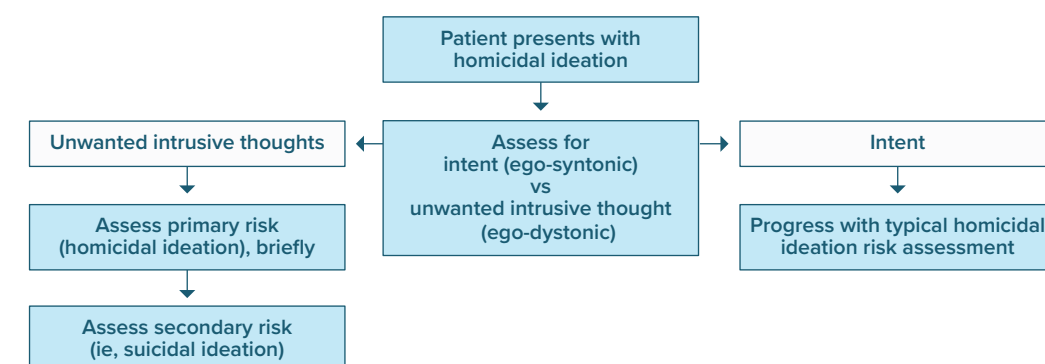 Patient presents with
homicidal ideation
Unwanted intrusive thoughts
Assess for
intent (ego-syntonic)
vs
unwanted intrusive thought
(ego-dystonic)
Intent
Assess primary risk
(homicidal ideation), briefly
Progress with typical homicidal
ideation risk assessment
Assess secondary risk
(ie, suicidal ideation)